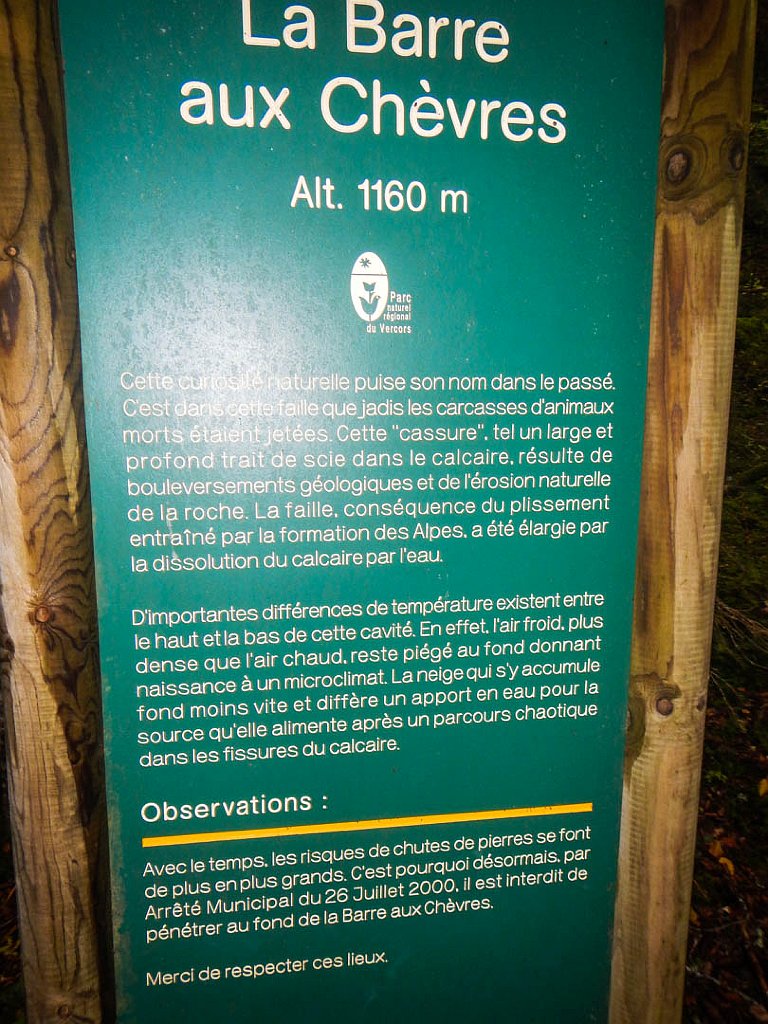 La Barre
aux Chèvres
Alt. 1160 m
Parc
naturel
régional
du Vercors
Cette curiosité naturelle puise son nom dans le passé.
C'est dans cette faille que jadis les carcasses d'animaux
morts étaient jetées. Cette "cassure", tel un large et
profond trait de scie dans le calcaire, résulte de
bouleversements géologiques et de l'érosion naturelle
de la roche. La faille, conséquence du plissement
entraîné par la formation des Alpes, a été élargie par
la dissolution du calcaire par l'eau.
D'importantes différences de température existent entre
le haut et la bas de cette cavité. En effet, l'air froid, plus
dense que l'air chaud, reste piégé au fond donnant
naissance à un microclimat. La neige qui s'y accumule
fond moins vite et diffère un apport en eau pour la
source qu'elle alimente après un parcours chaotique
dans les fissures du calcaire.
Observations :
Avec le temps, les risques de chutes de pierres se font
de plus en plus grands. C'est pourquoi désormais, par
Arrêté Municipal du 26 Juillet 2000, il est interdit de
pénétrer au fond de la Barre aux Chèvres.
Merci de respecter ces lieux.